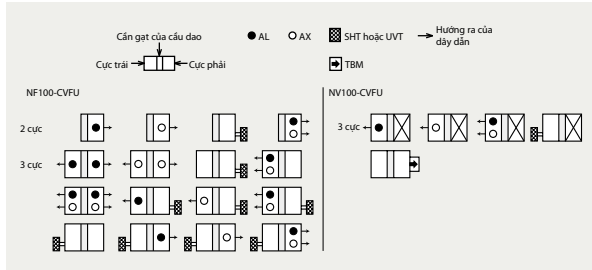 Cần gạt của cầu dao
AL
AX
SHT hoặc UVT
Hướng ra của
dây dẫn
Cực trái
Cực phải
TBM
NF100-CVFU
NV100-CVFU
2 cực
3 cực
3 cực